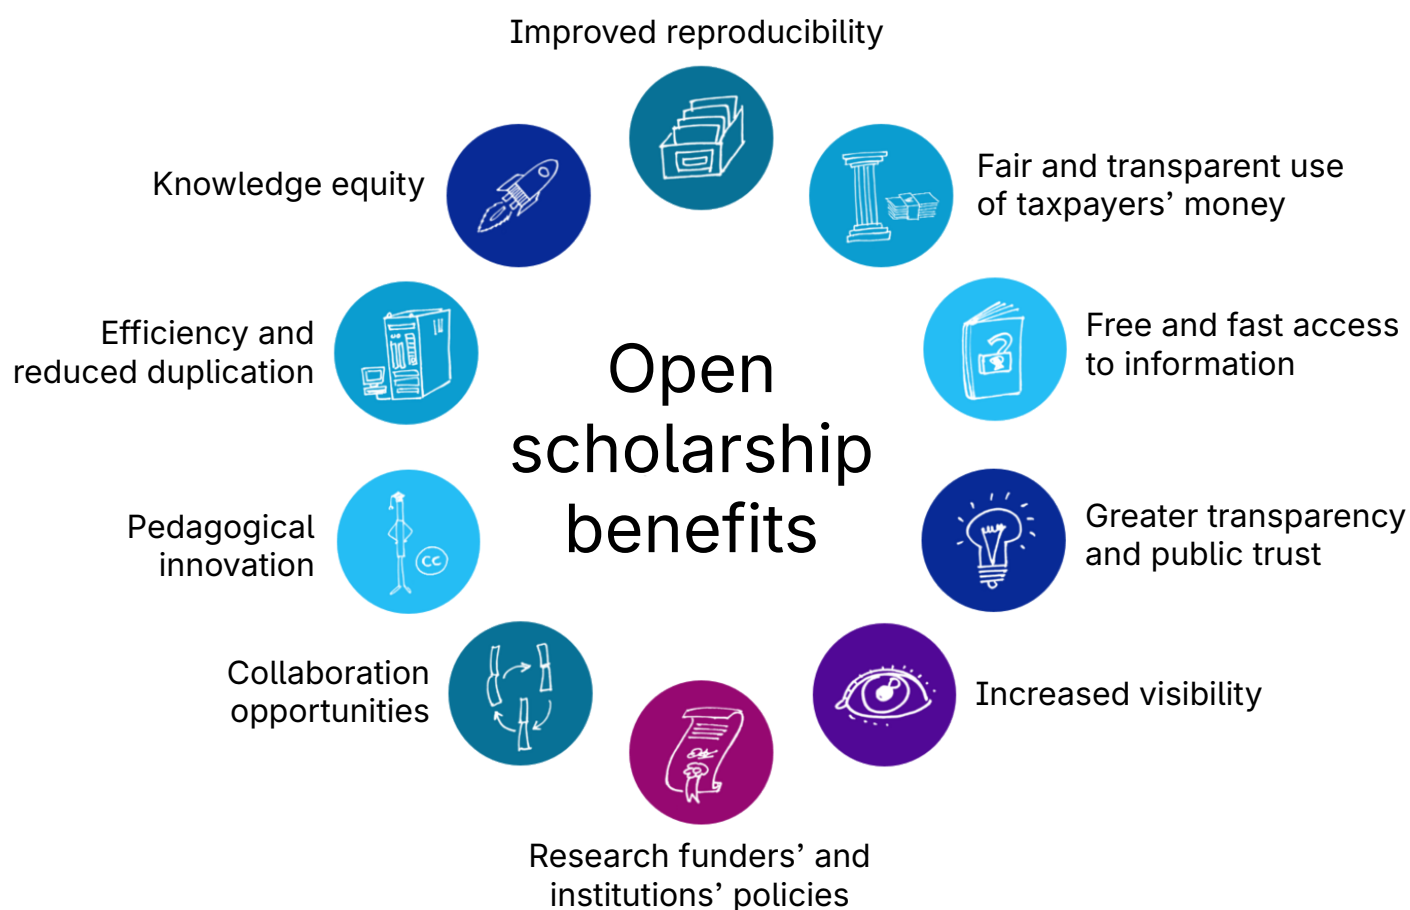 Improved reproducibility
Knowledge equity
Fair and transparent use
of taxpayers’ money
Efficiency and
reduced duplication
Free and fast access
to information
Open
scholarship
benefits
Pedagogical
innovation
cc
Greater transparency
and public trust
Collaboration
opportunities
Increased visibility
Research funders’ and
institutions’ policies